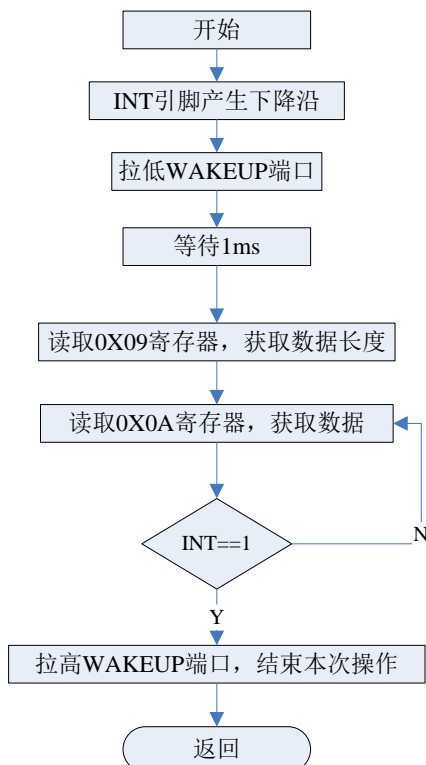 开始
INT引脚产生下降沿
拉低WAKEUP端口
等待1ms
读取0X09寄存器，获取数据长度
读取0X0A寄存器，获取数据
INT==1
N
Y
拉高WAKEUP端口，结束本次操作
返回